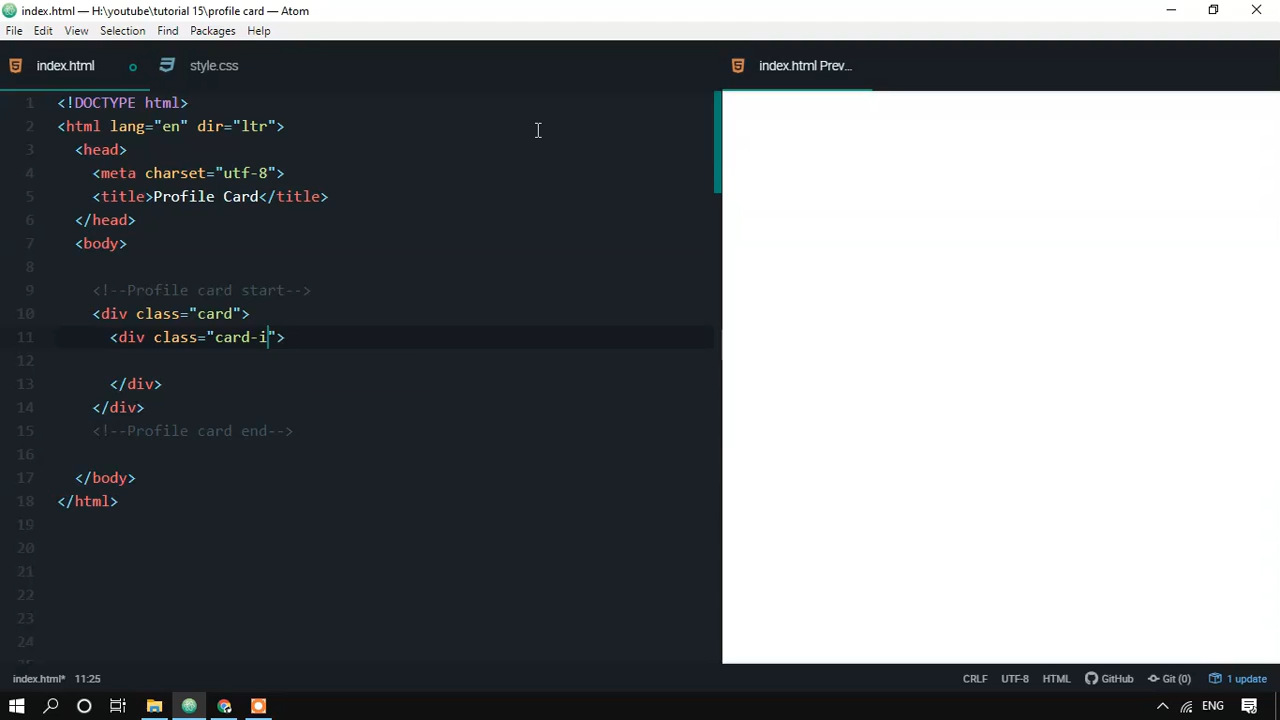 index.html — H:\youtube\tutorial 15\profile card — Atom
File Edit View Selection Find Packages Help
index.html style.css index.html Prev...
1 <!DOCTYPE html>
2 <html lang="en" dir="ltr">
3 <head>
4 <meta charset="utf-8">
5 <title>Profile Card</title>
6 </head>
7 <body>
8
9 <!--Profile card start-->
10 <div class="card">
11 <div class="card-i">
12
13 </div>
14 </div>
15 <!--Profile card end-->
16
17 </body>
18 </html>
19
20
21
22
23
24
index.html* 11:25 CRLF UTF-8 HTML GitHub Git (0) 1 update
ENG